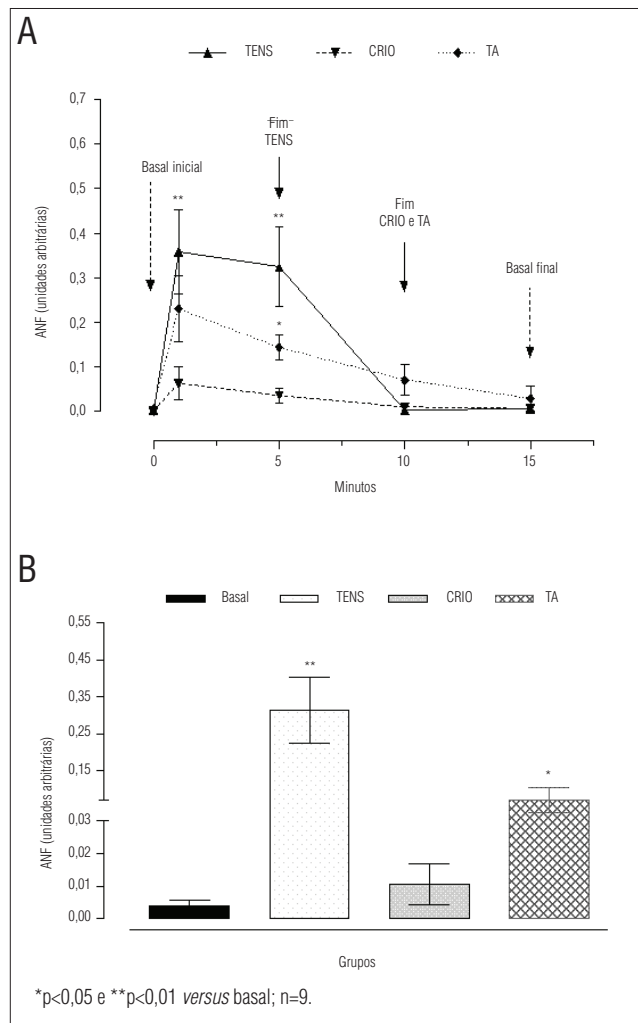 A
TENS CRIO TA
0,7
0,6
0,5
0,4
0,3
0,2
0,1
0,0
ANF (unidades arbitrárias)
Basal inicial
Fim
TENS
Fim
CRIO e TA
Basal final
**
**
*
0 5 10 15
Minutos
B
Basal TENS CRIO TA
0,55
0,45
0,35
0,25
0,15
0,03
0,02
0,01
0,00
ANF (unidades arbitrárias)
**
*
Grupos
*p<0,05 e **p<0,01 versus basal; n=9.